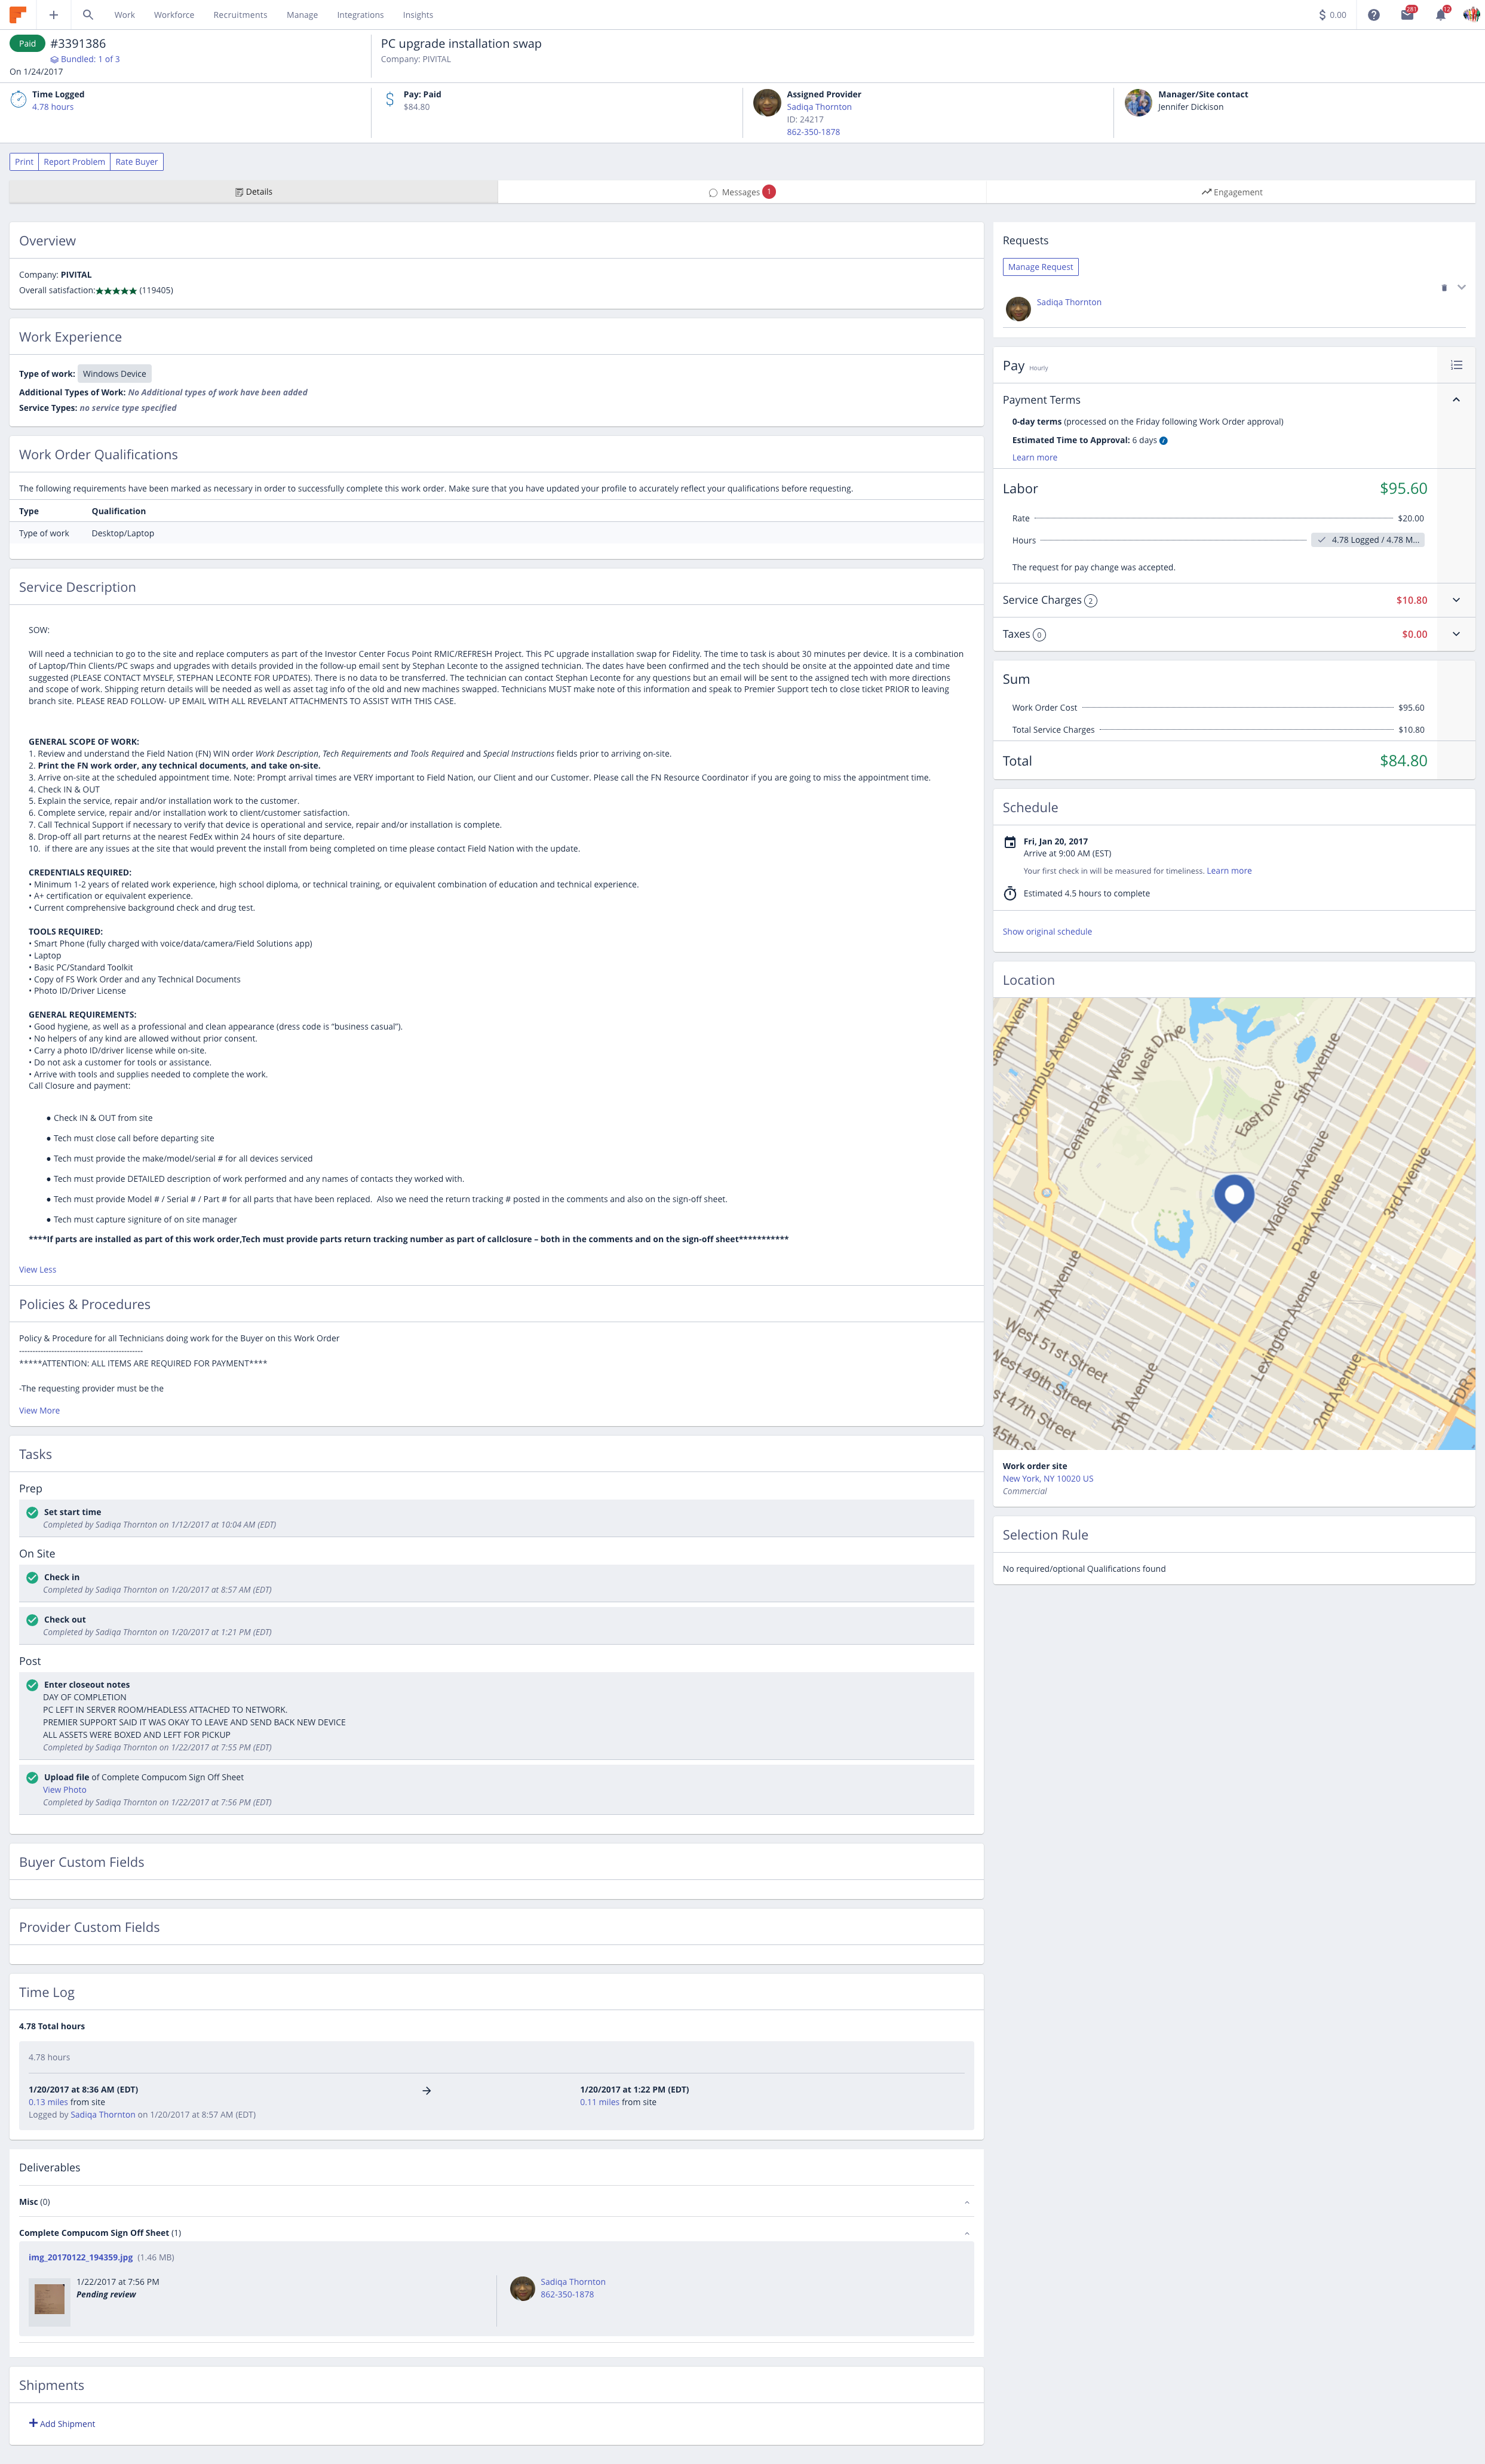 Work Workforce Recruitments Manage Integrations Insights
0.00 281 12
Paid #3391386
Bundled: 1 of 3
On 1/24/2017
PC upgrade installation swap
Company: PIVITAL
Time Logged
4.78 hours
Pay: Paid
$84.80
Assigned Provider
Sadiqa Thornton
ID: 24217
862-350-1878
Manager/Site contact
Jennifer Dickison
Print Report Problem Rate Buyer
Details Messages 1 Engagement
Overview
Company: PIVITAL
Overall satisfaction:★★★★★ (119405)
Work Experience
Type of work: Windows Device
Additional Types of Work: No Additional types of work have been added
Service Types: no service type specified
Work Order Qualifications
The following requirements have been marked as necessary in order to successfully complete this work order. Make sure that you have updated your profile to accurately reflect your qualifications before requesting.
Type Qualification
Type of work Desktop/Laptop
Service Description
SOW:
Will need a technician to go to the site and replace computers as part of the Investor Center Focus Point RMIC/REFRESH Project. This PC upgrade installation swap for Fidelity. The time to task is about 30 minutes per device. It is a combination
of Laptop/Thin Clients/PC swaps and upgrades with details provided in the follow-up email sent by Stephan Leconte to the assigned technician. The dates have been confirmed and the tech should be onsite at the appointed date and time
suggested (PLEASE CONTACT MYSELF, STEPHAN LECONTE FOR UPDATES). There is no data to be transferred. The technician can contact Stephan Leconte for any questions but an email will be sent to the assigned tech with more directions
and scope of work. Shipping return details will be needed as well as asset tag info of the old and new machines swapped. Technicians MUST make note of this information and speak to Premier Support tech to close ticket PRIOR to leaving
branch site. PLEASE READ FOLLOW- UP EMAIL WITH ALL REVELANT ATTACHMENTS TO ASSIST WITH THIS CASE.
GENERAL SCOPE OF WORK:
1. Review and understand the Field Nation (FN) WIN order Work Description, Tech Requirements and Tools Required and Special Instructions fields prior to arriving on-site.
2. Print the FN work order, any technical documents, and take on-site.
3. Arrive on-site at the scheduled appointment time. Note: Prompt arrival times are VERY important to Field Nation, our Client and our Customer. Please call the FN Resource Coordinator if you are going to miss the appointment time.
4. Check IN & OUT
5. Explain the service, repair and/or installation work to the customer.
6. Complete service, repair and/or installation work to client/customer satisfaction.
7. Call Technical Support if necessary to verify that device is operational and service, repair and/or installation is complete.
8. Drop-off all part returns at the nearest FedEx within 24 hours of site departure.
10. if there are any issues at the site that would prevent the install from being completed on time please contact Field Nation with the update.
CREDENTIALS REQUIRED:
• Minimum 1-2 years of related work experience, high school diploma, or technical training, or equivalent combination of education and technical experience.
• A+ certification or equivalent experience.
• Current comprehensive background check and drug test.
TOOLS REQUIRED:
• Smart Phone (fully charged with voice/data/camera/Field Solutions app)
• Laptop
• Basic PC/Standard Toolkit
• Copy of FS Work Order and any Technical Documents
• Photo ID/Driver License
GENERAL REQUIREMENTS:
• Good hygiene, as well as a professional and clean appearance (dress code is “business casual”).
• No helpers of any kind are allowed without prior consent.
• Carry a photo ID/driver license while on-site.
• Do not ask a customer for tools or assistance.
• Arrive with tools and supplies needed to complete the work.
Call Closure and payment:
● Check IN & OUT from site
● Tech must close call before departing site
● Tech must provide the make/model/serial # for all devices serviced
● Tech must provide DETAILED description of work performed and any names of contacts they worked with.
● Tech must provide Model # / Serial # / Part # for all parts that have been replaced. Also we need the return tracking # posted in the comments and also on the sign-off sheet.
● Tech must capture signiture of on site manager
****If parts are installed as part of this work order,Tech must provide parts return tracking number as part of callclosure – both in the comments and on the sign-off sheet***********
View Less
Policies & Procedures
Policy & Procedure for all Technicians doing work for the Buyer on this Work Order
----------------------------------------------
*****ATTENTION: ALL ITEMS ARE REQUIRED FOR PAYMENT****
-The requesting provider must be the
View More
Tasks
Prep
Set start time
Completed by Sadiqa Thornton on 1/12/2017 at 10:04 AM (EDT)
On Site
Check in
Completed by Sadiqa Thornton on 1/20/2017 at 8:57 AM (EDT)
Check out
Completed by Sadiqa Thornton on 1/20/2017 at 1:21 PM (EDT)
Post
Enter closeout notes
DAY OF COMPLETION
PC LEFT IN SERVER ROOM/HEADLESS ATTACHED TO NETWORK.
PREMIER SUPPORT SAID IT WAS OKAY TO LEAVE AND SEND BACK NEW DEVICE
ALL ASSETS WERE BOXED AND LEFT FOR PICKUP
Completed by Sadiqa Thornton on 1/22/2017 at 7:55 PM (EDT)
Upload file of Complete Compucom Sign Off Sheet
View Photo
Completed by Sadiqa Thornton on 1/22/2017 at 7:56 PM (EDT)
Buyer Custom Fields
Provider Custom Fields
Time Log
4.78 Total hours
4.78 hours
1/20/2017 at 8:36 AM (EDT) 1/20/2017 at 1:22 PM (EDT)
0.13 miles from site 0.11 miles from site
Logged by Sadiqa Thornton on 1/20/2017 at 8:57 AM (EDT)
Deliverables
Misc (0)
Complete Compucom Sign Off Sheet (1)
img_20170122_194359.jpg (1.46 MB)
1/22/2017 at 7:56 PM
Pending review
Sadiqa Thornton
862-350-1878
Shipments
Add Shipment
Requests
Manage Request
Sadiqa Thornton
Pay Hourly
Payment Terms
0-day terms (processed on the Friday following Work Order approval)
Estimated Time to Approval: 6 days
Learn more
Labor $95.60
Rate $20.00
Hours 4.78 Logged / 4.78 M...
The request for pay change was accepted.
Service Charges 2 $10.80
Taxes 0 $0.00
Sum
Work Order Cost $95.60
Total Service Charges $10.80
Total $84.80
Schedule
Fri, Jan 20, 2017
Arrive at 9:00 AM (EST)
Your first check in will be measured for timeliness. Learn more
Estimated 4.5 hours to complete
Show original schedule
Location
Columbus Avenue
Central Park West
West Drive
East Drive
5th Avenue
Madison Avenue
Park Avenue
3rd Avenue
7th Avenue
Lexington Avenue
West 51st Street
West 49th Street
st 47th Street
45th St
5th Avenue
2nd Avenue
FDR D
Work order site
New York, NY 10020 US
Commercial
Selection Rule
No required/optional Qualifications found